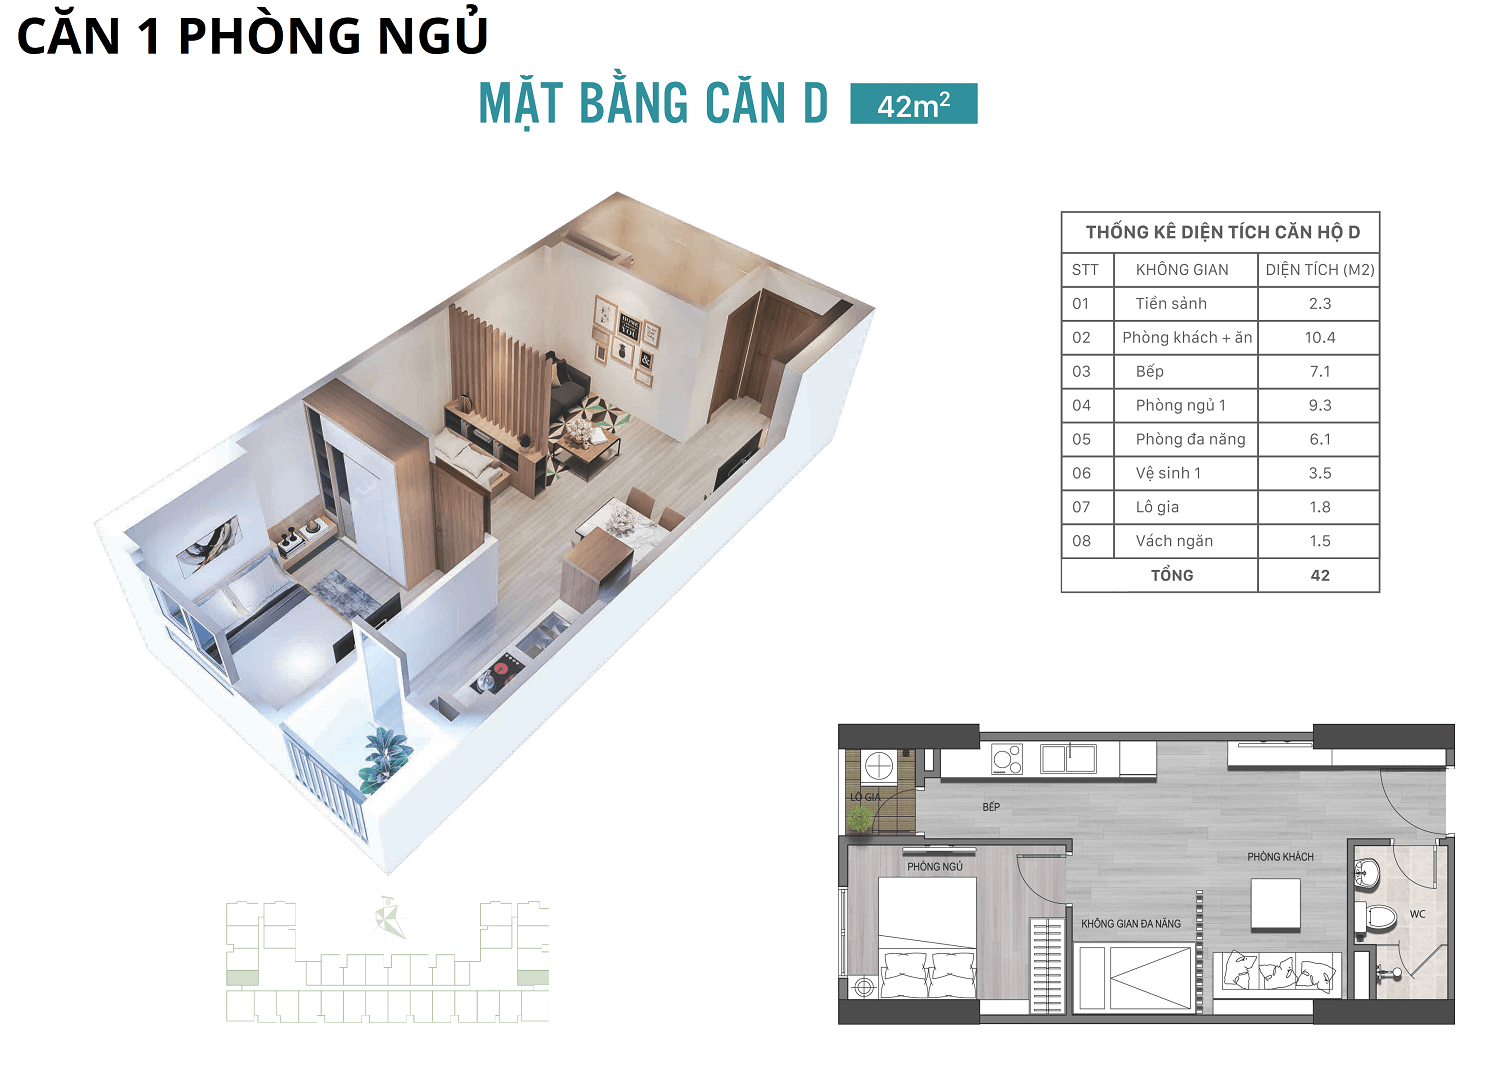 CĂN 1 PHÒNG NGỦ
MẶT BẰNG CĂN D 42m²
THỐNG KÊ DIỆN TÍCH CĂN HỘ D
STT KHÔNG GIAN DIỆN TÍCH (M2)
01 Tiền sảnh 2.3
02 Phòng khách + ăn 10.4
03 Bếp 7.1
04 Phòng ngủ 1 9.3
05 Phòng đa năng 6.1
06 Vệ sinh 1 3.5
07 Lô gia 1.8
08 Vách ngăn 1.5
TỔNG 42
HOME
YOU
&
LÔ GIA
BẾP
PHÒNG NGỦ
PHÒNG KHÁCH
KHÔNG GIAN ĐA NĂNG
WC